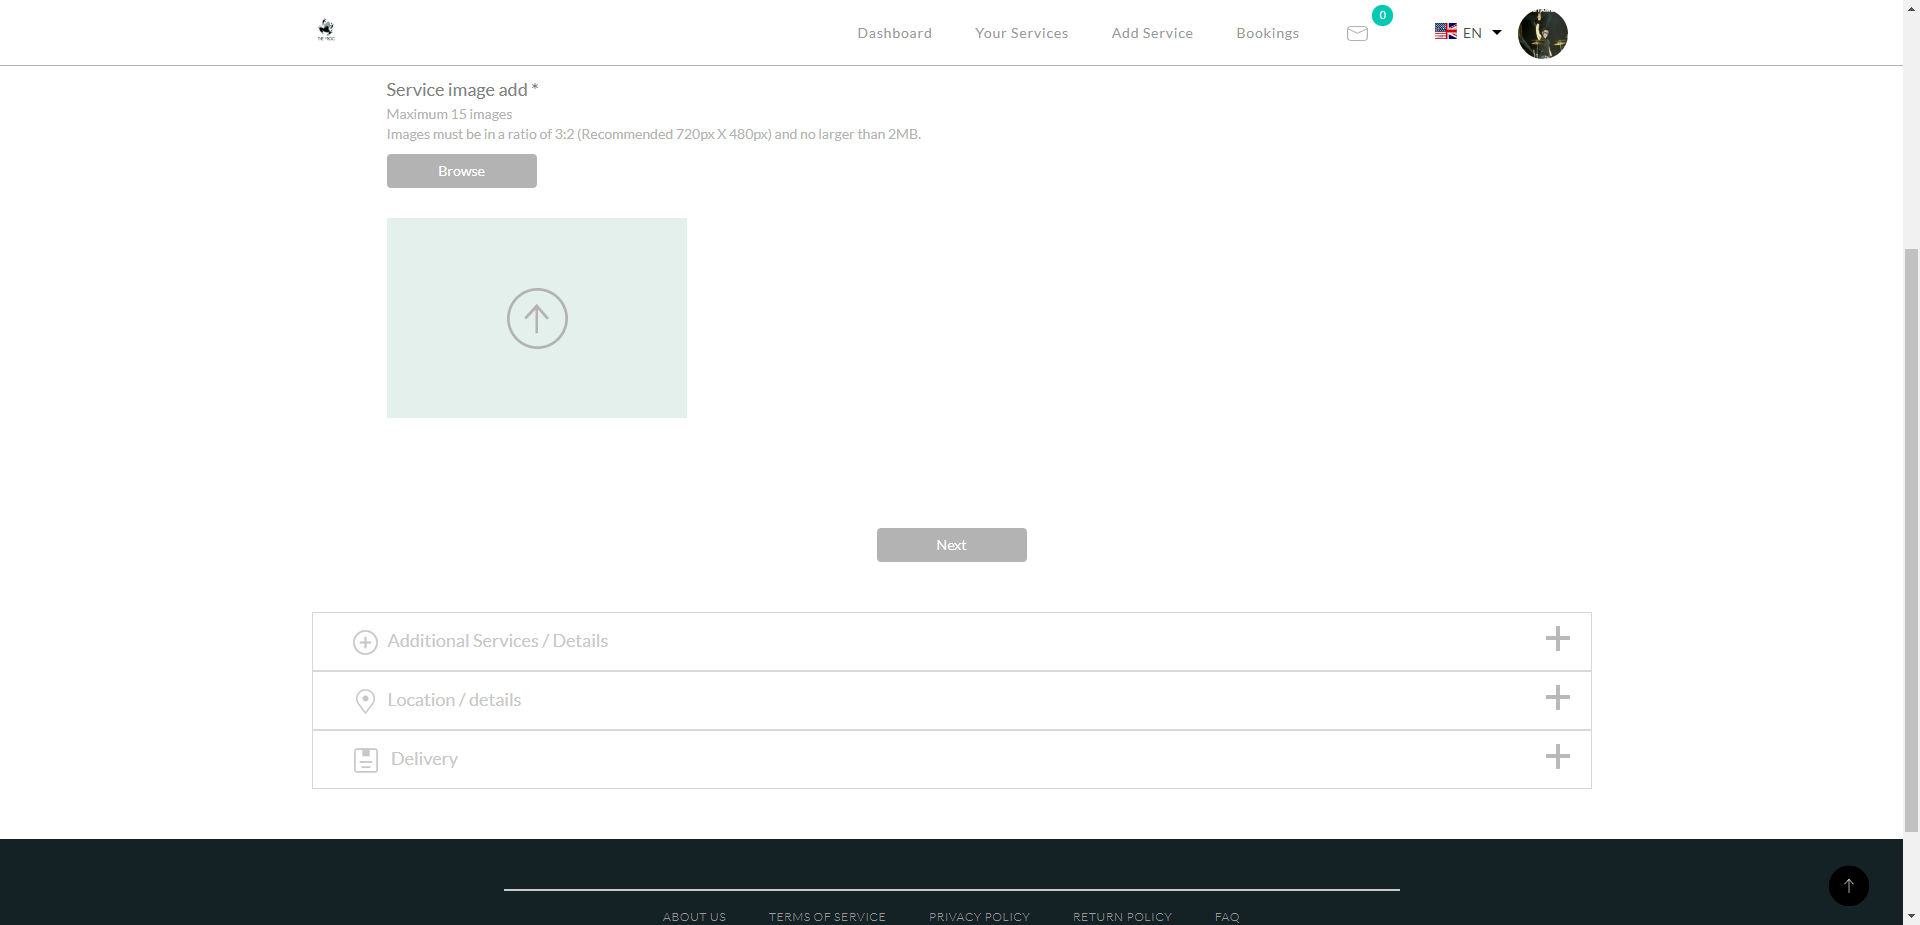 Dashboard
Your Services
Add Service
Bookings
0
EN
Service image add *
Maximum 15 images
Images must be in a ratio of 3:2 (Recommended 720px X 480px) and no larger than 2MB.
Browse
Next
Additional Services / Details
Location / details
Delivery
ABOUT US
TERMS OF SERVICE
PRIVACY POLICY
RETURN POLICY
FAQ